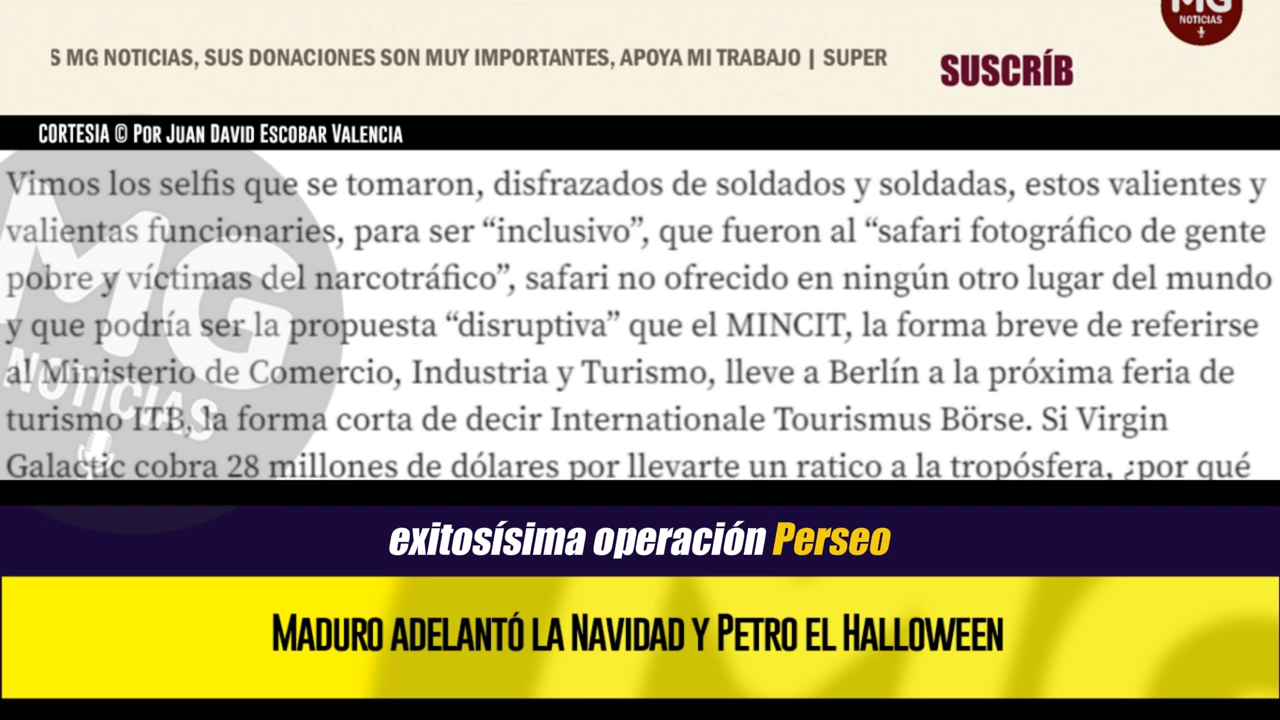 MG
NOTICIAS
S MG NOTICIAS, SUS DONACIONES SON MUY IMPORTANTES, APOYA MI TRABAJO | SUPER
SUSCRÍB
CORTESIA © POR JUAN DAVID ESCOBAR VALENCIA
Vimos los selfis que se tomaron, disfrazados de soldados y soldadas, estos valientes y
valientas funcionaries, para ser “inclusivo”, que fueron al “safari fotográfico de gente
pobre y víctimas del narcotráfico”, safari no ofrecido en ningún otro lugar del mundo
y que podría ser la propuesta “disruptiva” que el MINCIT, la forma breve de referirse
al Ministerio de Comercio, Industria y Turismo, lleve a Berlín a la próxima feria de
turismo ITB, la forma corta de decir Internationale Tourismus Börse. Si Virgin
Galactic cobra 28 millones de dólares por llevarte un ratico a la tropósfera, ¿por qué
MG
NOTICIAS
exitosísima operación Perseo
MADURO ADELANTÓ LA NAVIDAD Y PETRO EL HALLOWEEN